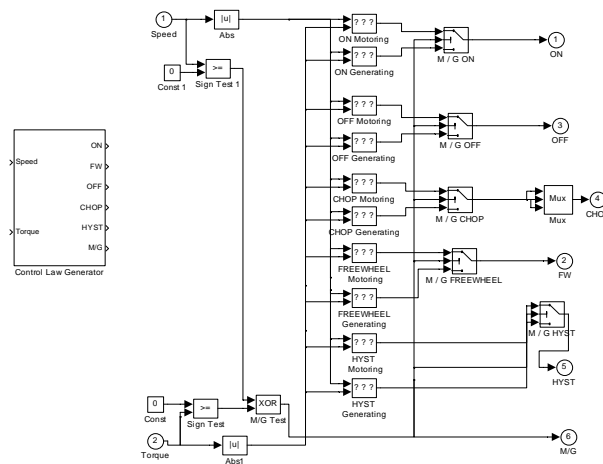 1
Speed
|u|
Abs
0
Const 1
>=
Sign Test 1
? ? ?
ON Motoring
? ? ?
ON Generating
M / G ON
1
ON
? ? ?
OFF Motoring
? ? ?
OFF Generating
M / G OFF
3
OFF
? ? ?
CHOP Motoring
? ? ?
CHOP Generating
M / G CHOP
Mux
Mux
4
CHO
? ? ?
FREEWHEEL
Motoring
? ? ?
FREEWHEEL
Generating
M / G FREEWHEEL
2
FW
? ? ?
HYST
Motoring
? ? ?
HYST
Generating
M / G HYST
5
HYST
Speed
Torque
ON
FW
OFF
CHOP
HYST
M/G
Control Law Generator
0
Const
>=
Sign Test
XOR
M/G Test
2
Torque
|u|
Abs1
6
M/G